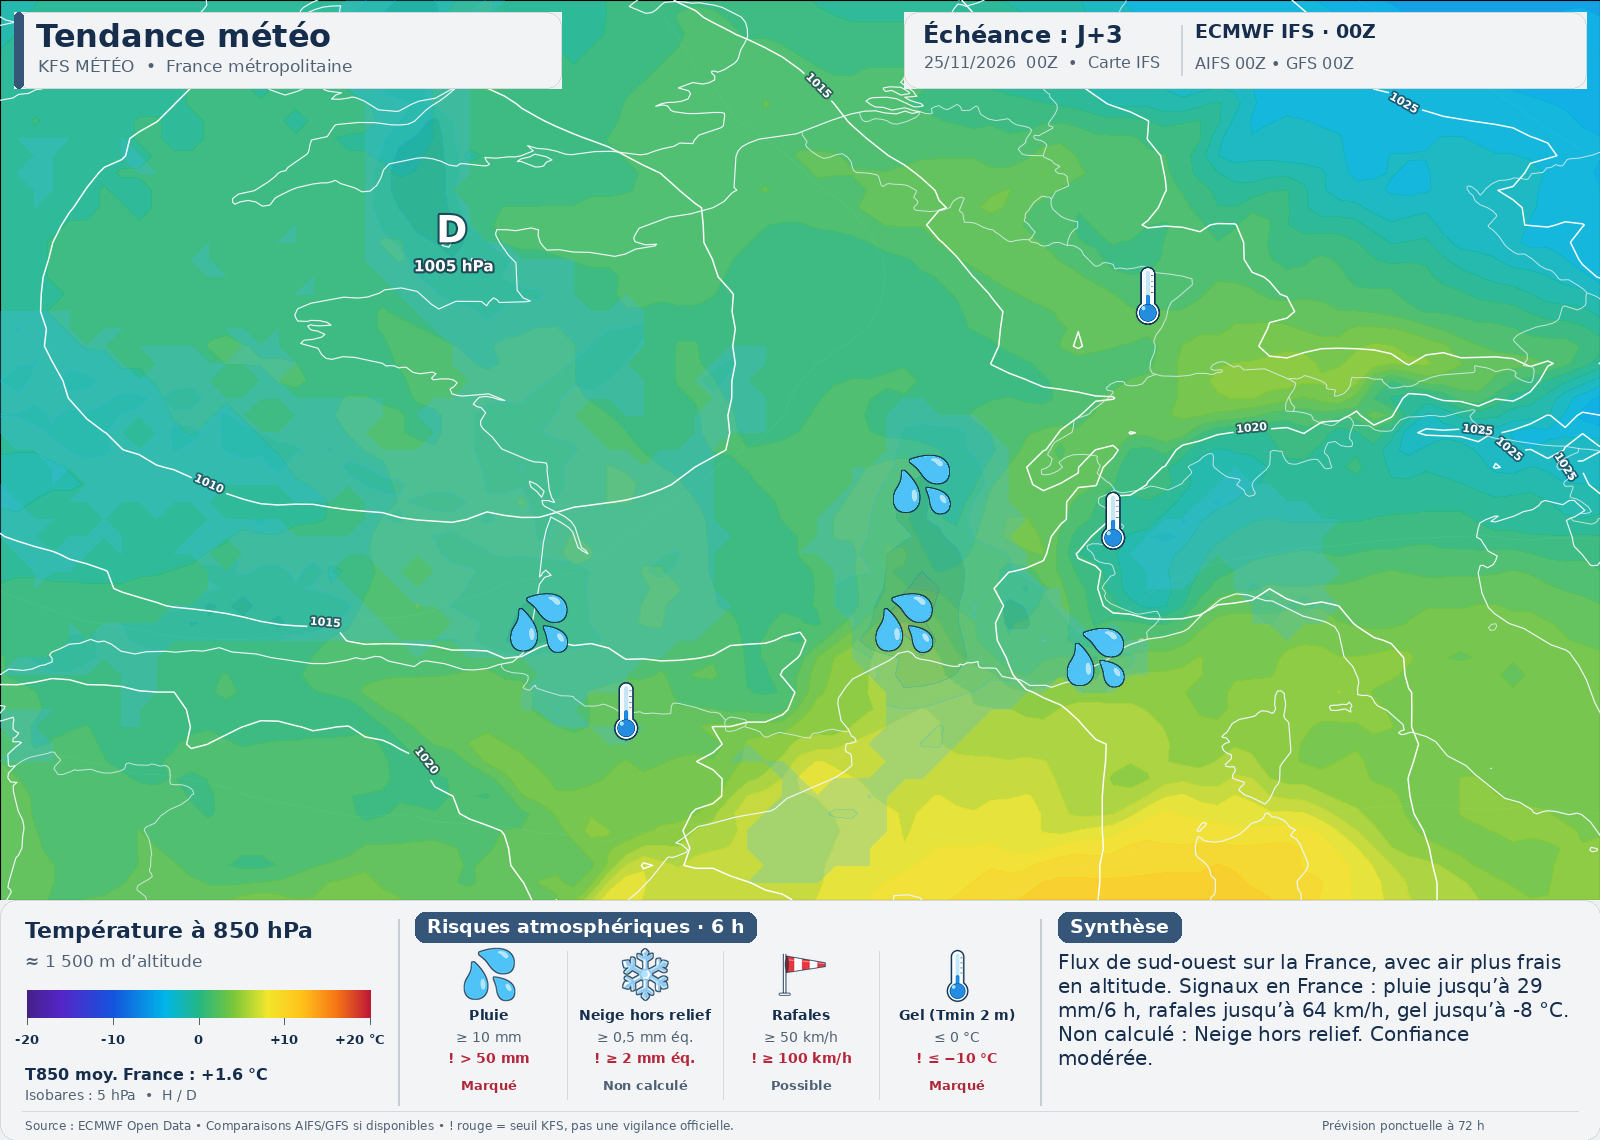 Tendance météo
KFS MÉTÉO • France métropolitaine
Échéance : J+3
25/11/2026 00Z • Carte IFS
ECMWF IFS · 00Z
AIFS 00Z • GFS 00Z
1015
1025
D
1005 hPa
1010
1020
1025
1025
1025
1015
1020
Température à 850 hPa
≈ 1 500 m d’altitude
-20 -10 0 +10 +20 °C
T850 moy. France : +1.6 °C
Isobares : 5 hPa • H / D
Risques atmosphériques · 6 h
Pluie
≥ 10 mm
! > 50 mm
Marqué
Neige hors relief
≥ 0,5 mm éq.
! ≥ 2 mm éq.
Non calculé
Rafales
≥ 50 km/h
! ≥ 100 km/h
Possible
Gel (Tmin 2 m)
≤ 0 °C
! ≤ −10 °C
Marqué
Synthèse
Flux de sud-ouest sur la France, avec air plus frais
en altitude. Signaux en France : pluie jusqu’à 29
mm/6 h, rafales jusqu’à 64 km/h, gel jusqu’à -8 °C.
Non calculé : Neige hors relief. Confiance
modérée.
Source : ECMWF Open Data • Comparaisons AIFS/GFS si disponibles • ! rouge = seuil KFS, pas une vigilance officielle.
Prévision ponctuelle à 72 h